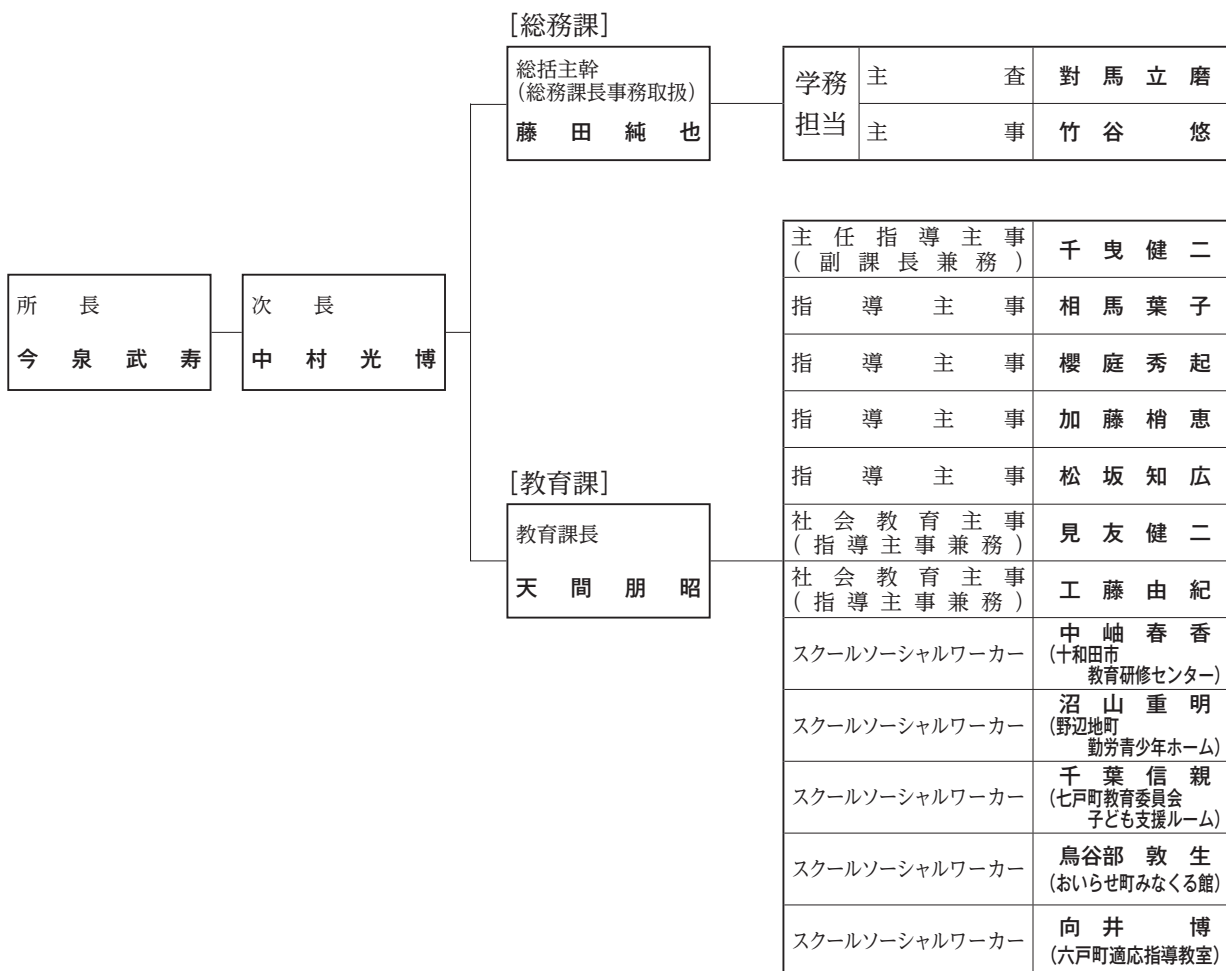 [総務課]
総括主幹
(総務課長事務取扱)
藤田純也
学務
担当
主査 對馬立磨
主事 竹谷 悠
所長
今泉武寿
次長
中村光博
[教育課]
教育課長
天間朋昭
主任指導主事
(副課長兼務)
千曳健二
指導主事 相馬葉子
指導主事 櫻庭秀起
指導主事 加藤梢恵
指導主事 松坂知広
社会教育主事
(指導主事兼務)
見友健二
社会教育主事
(指導主事兼務)
工藤由紀
スクールソーシャルワーカー
中岫春香
(十和田市
教育研修センター)
スクールソーシャルワーカー
沼山重明
(野辺地町
勤労青少年ホーム)
スクールソーシャルワーカー
千葉信親
(七戸町教育委員会
子ども支援ルーム)
スクールソーシャルワーカー
鳥谷部敦生
(おいらせ町みなくる館)
スクールソーシャルワーカー
向井 博
(六戸町適応指導教室)